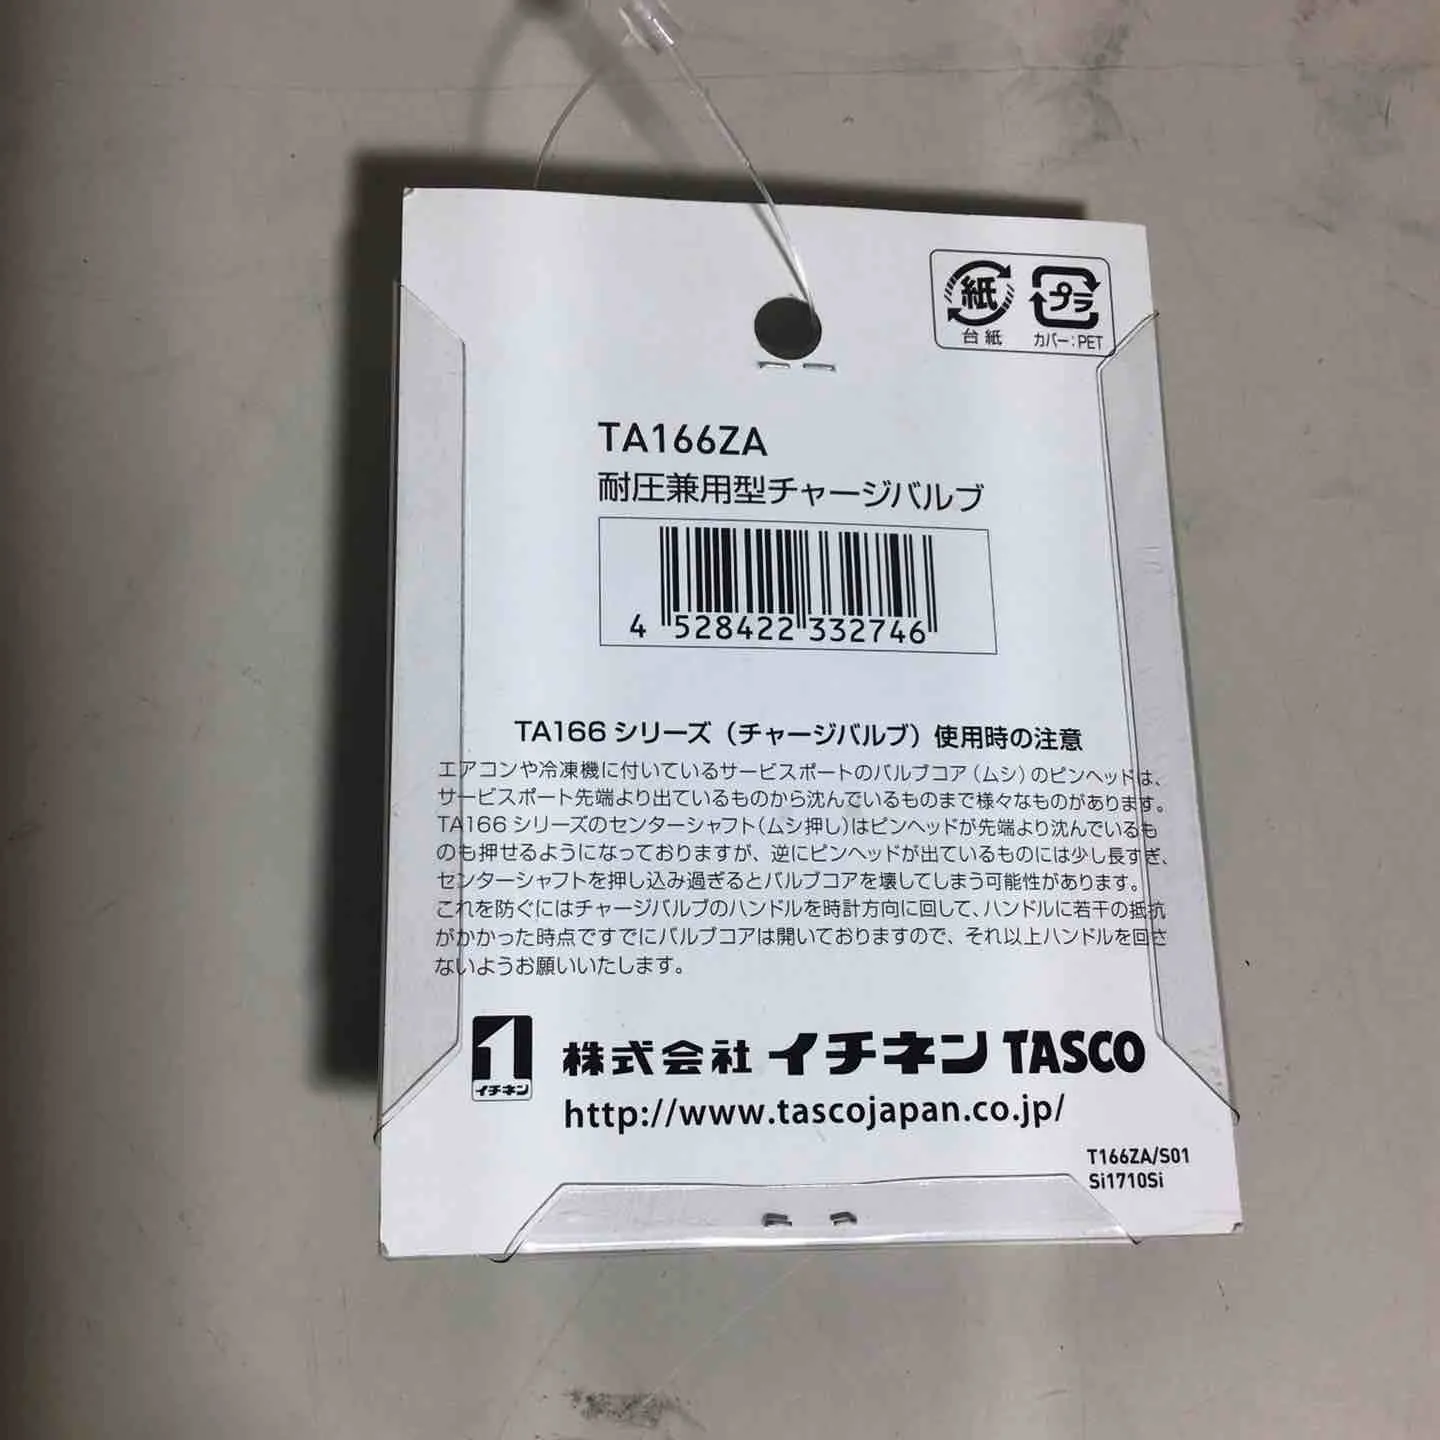 紙 プラ
台紙 カバー：PET
TA166ZA
耐圧兼用型チャージバルブ
4 528422 332746
TA166 シリーズ（チャージバルブ）使用時の注意
エアコンや冷凍機に付いているサービスポートのバルブコア（ムシ）のピンヘッドは、
サービスポート先端より出ているものから沈んでいるものまで様々なものがあります。
TA166 シリーズのセンターシャフト（ムシ押し）はピンヘッドが先端より沈んでいるも
のも押せるようになっておりますが、逆にピンヘッドが出ているものには少し長すぎ、
センターシャフトを押し込み過ぎるとバルブコアを壊してしまう可能性があります。
これを防ぐにはチャージバルブのハンドルを時計方向に回して、ハンドルに若干の抵抗
がかかった時点ですでにバルブコアは開いておりますので、それ以上ハンドルを回さ
ないようお願いいたします。
イチネン
株式会社 イチネン TASCO
http://www.tascojapan.co.jp/
T166ZA/S01
Si1710Si